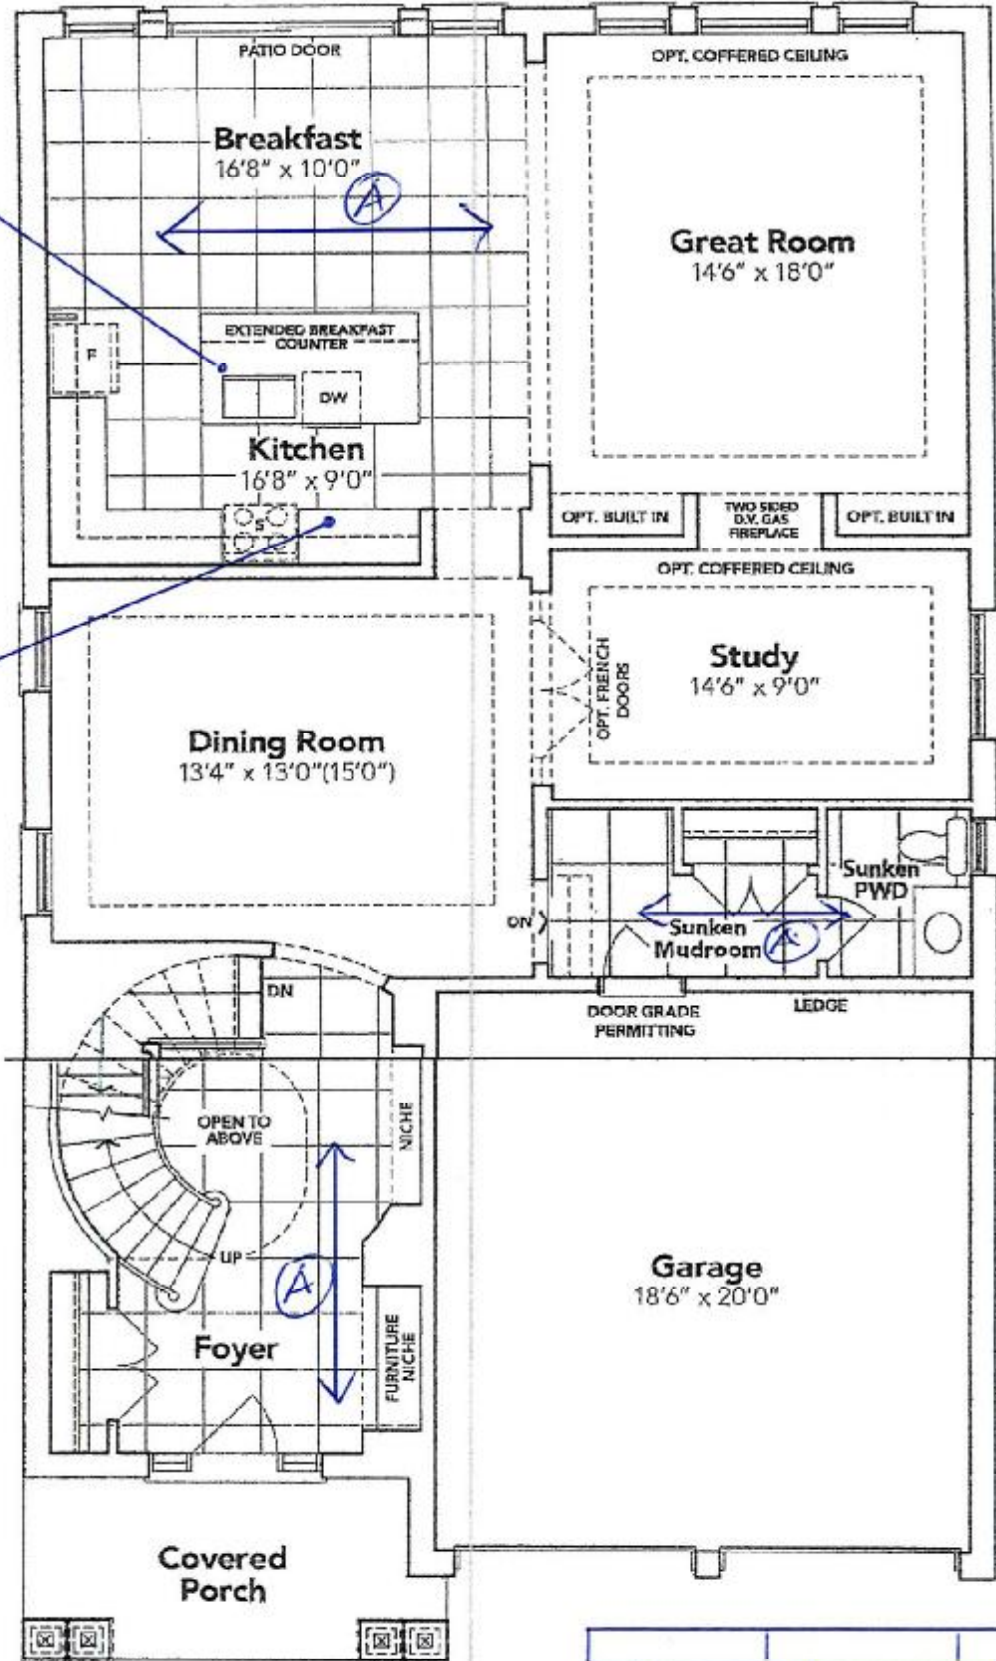 PATIO DOOR
OPT. COFFERED CEILING
Breakfast
16'8" x 10'0"
A
Great Room
14'6" x 18'0"
EXTENDED BREAKFAST
COUNTER
F
DW
Kitchen
16'8" x 9'0"
S
OPT. BUILT IN
TWO SIDED
D.V. GAS
FIREPLACE
OPT. BUILT IN
OPT. COFFERED CEILING
Study
14'6" x 9'0"
OPT. FRENCH
DOORS
Dining Room
13'4" x 13'0"(15'0")
Sunken
PWD
DN
Sunken
Mudroom
A
DN
DOOR GRADE
PERMITTING
LEDGE
OPEN TO
ABOVE
NICHE
UP
A
Garage
18'6" x 20'0"
Foyer
FURNITURE
NICHE
Covered
Porch